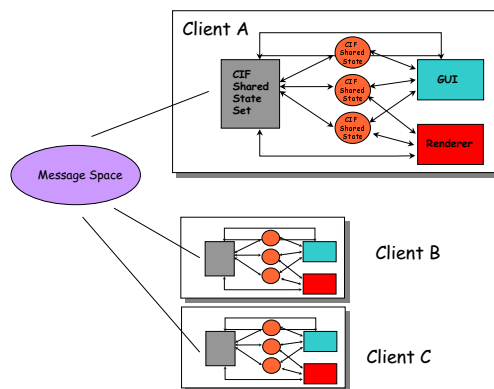 Client A
CIF
Shared
State
CIF
Shared
State
Set
CIF
Shared
State
CIF
Shared
State
GUI
Renderer
Message Space
Client B
Client C